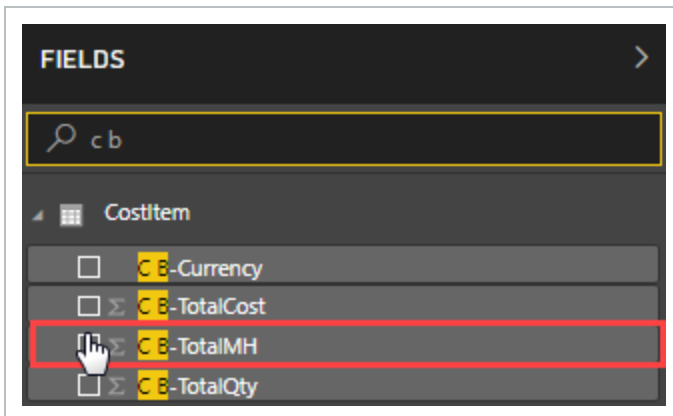 FIELDS
c b
CostItem
C B-Currency
C B-TotalCost
C B-TotalMH
C B-TotalQty